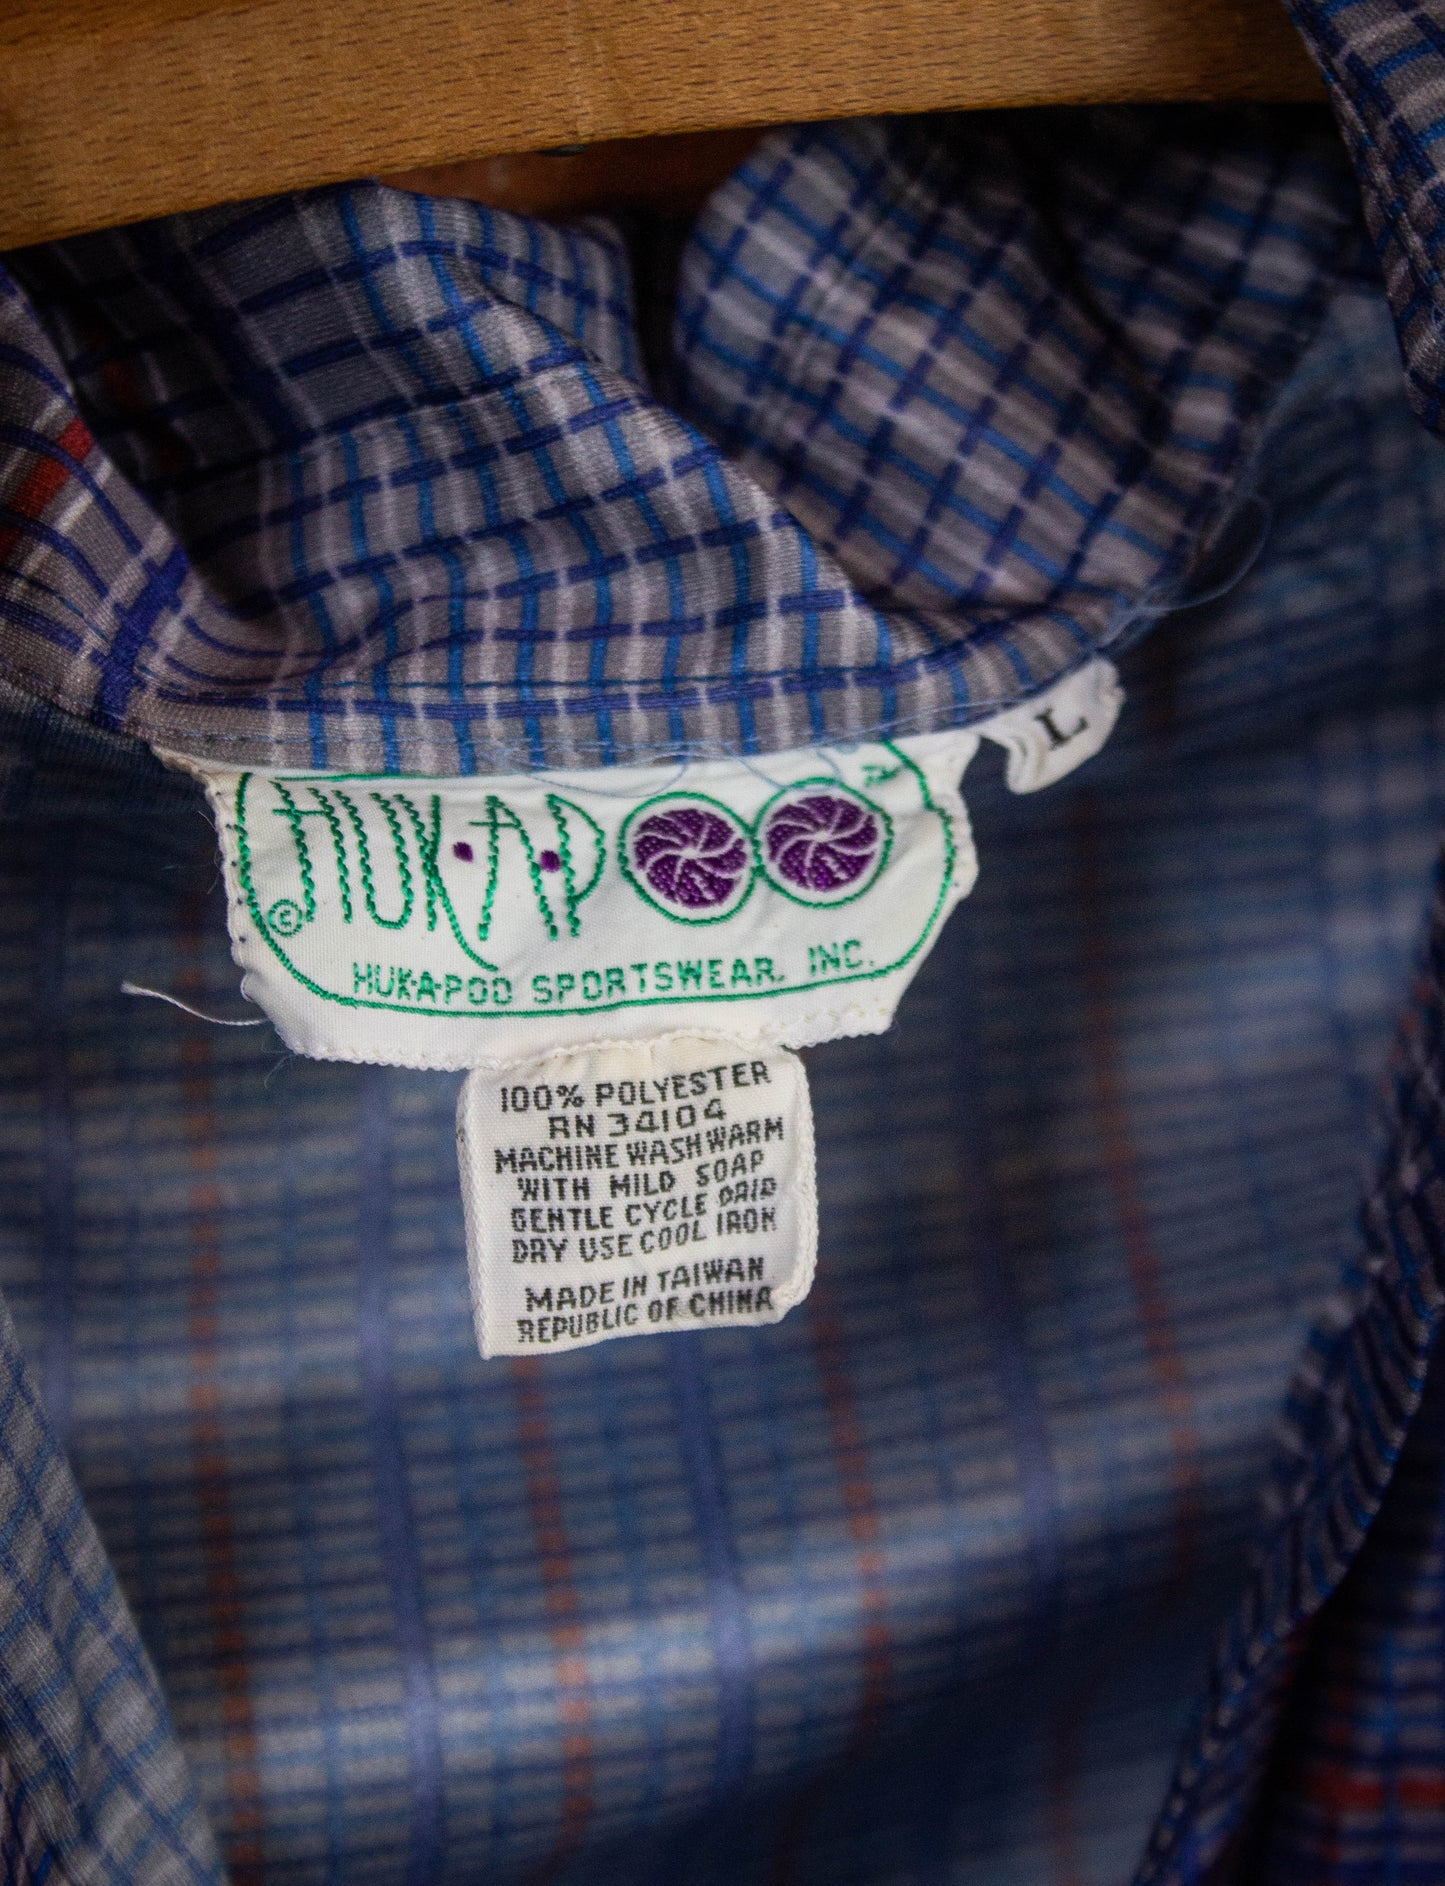 HUK·A·POO TM
L
©
HUK-A-POO SPORTSWEAR, INC.
100% POLYESTER
RN 34104
MACHINE WASH WARM
WITH MILD SOAP
GENTLE CYCLE DRIP
DRY USE COOL IRON
MADE IN TAIWAN
REPUBLIC OF CHINA